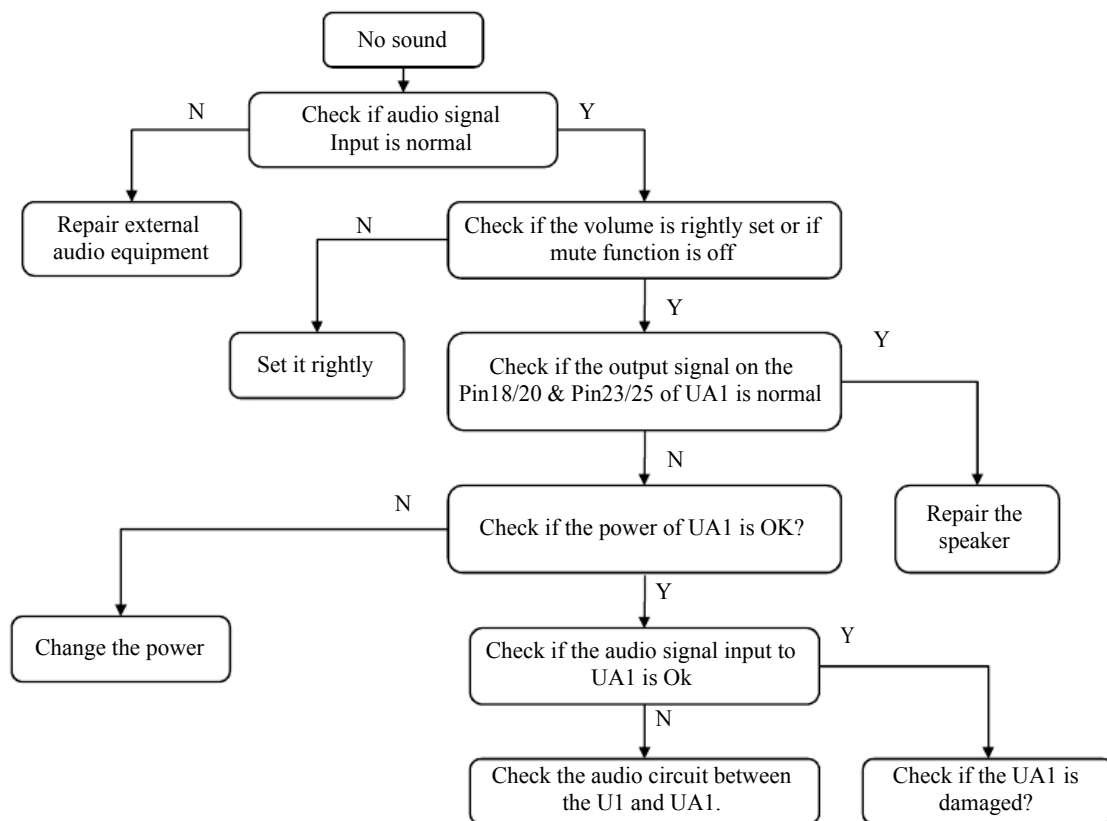 No sound
N
Check if audio signal
Input is normal
Y
Repair external
audio equipment
N
Check if the volume is rightly set or if
mute function is off
Y
Set it rightly
Check if the output signal on the
Pin18/20 & Pin23/25 of UA1 is normal
Y
N
N
Check if the power of UA1 is OK?
Repair the
speaker
Y
Change the power
Check if the audio signal input to
UA1 is Ok
Y
N
Check the audio circuit between
the U1 and UA1.
Check if the UA1 is
damaged?